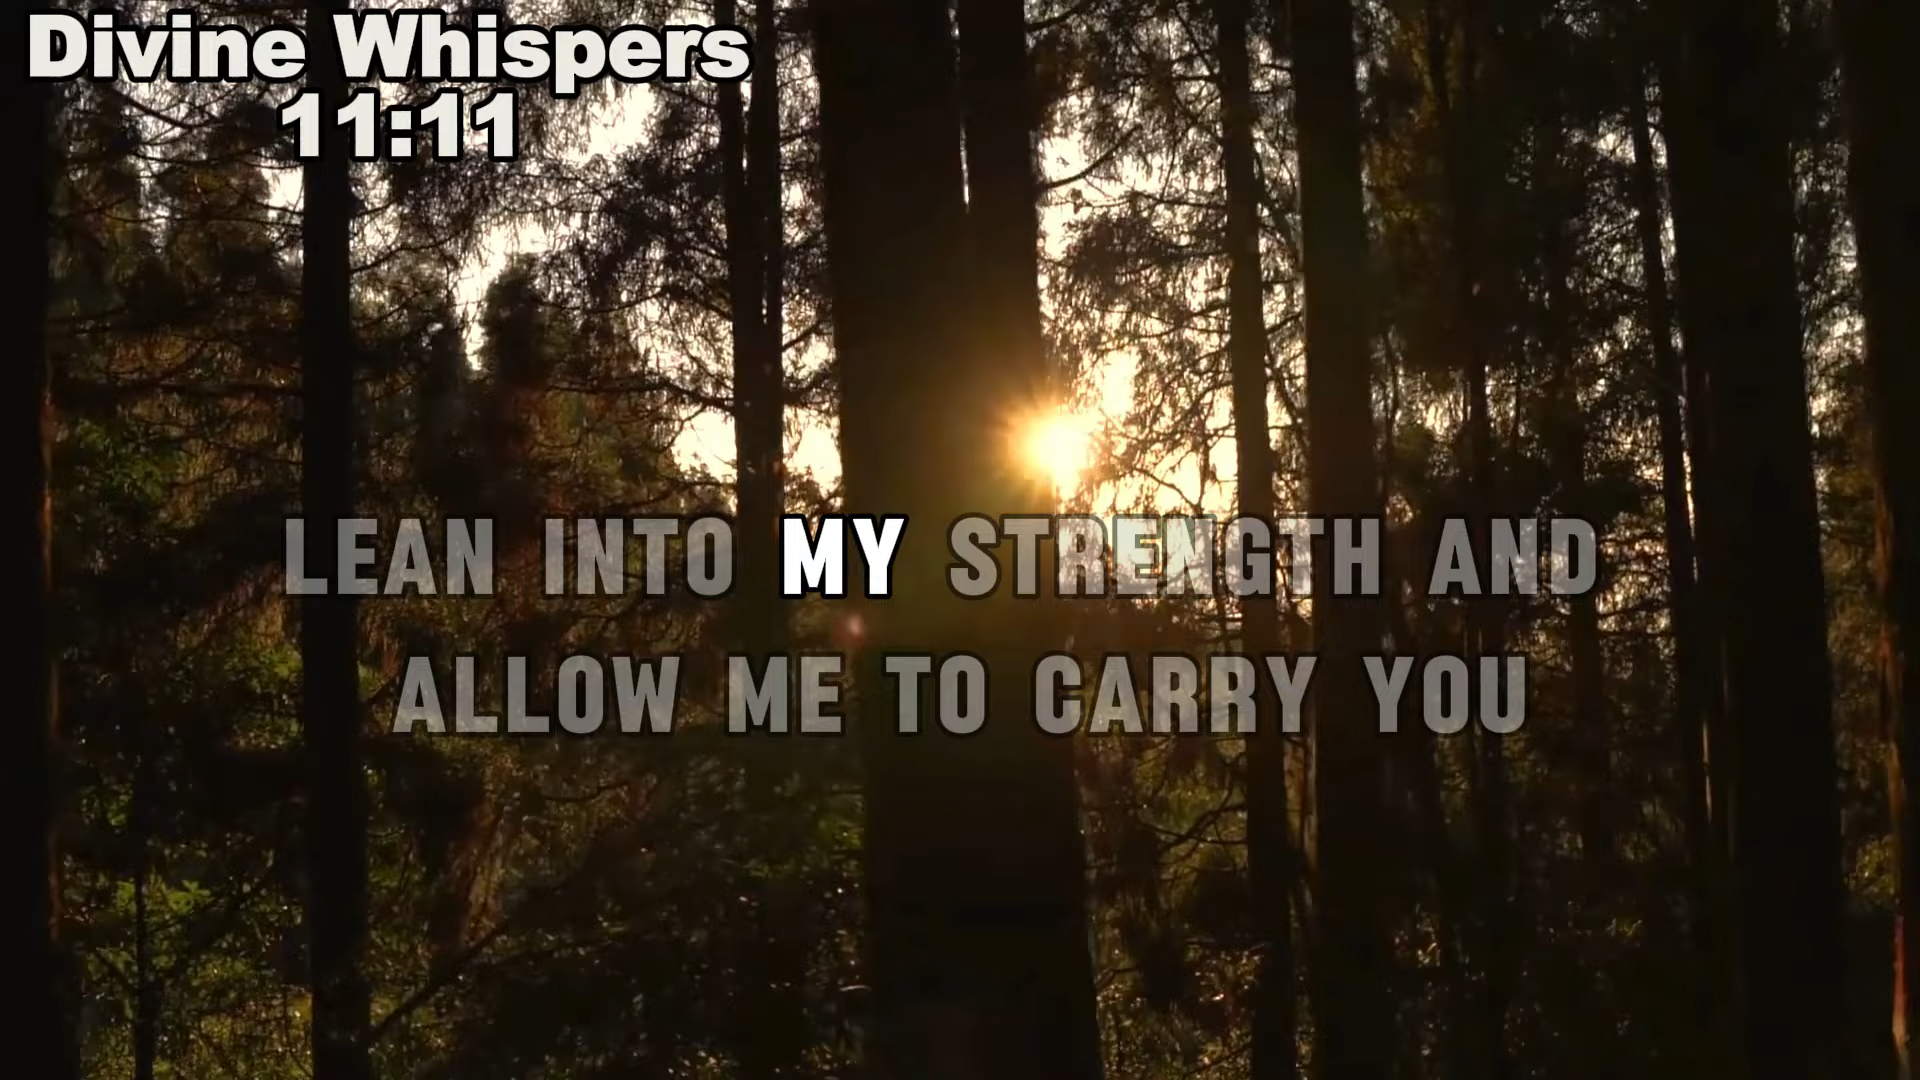 Divine Whispers
11:11
LEAN INTO MY STRENGTH AND
ALLOW ME TO CARRY YOU